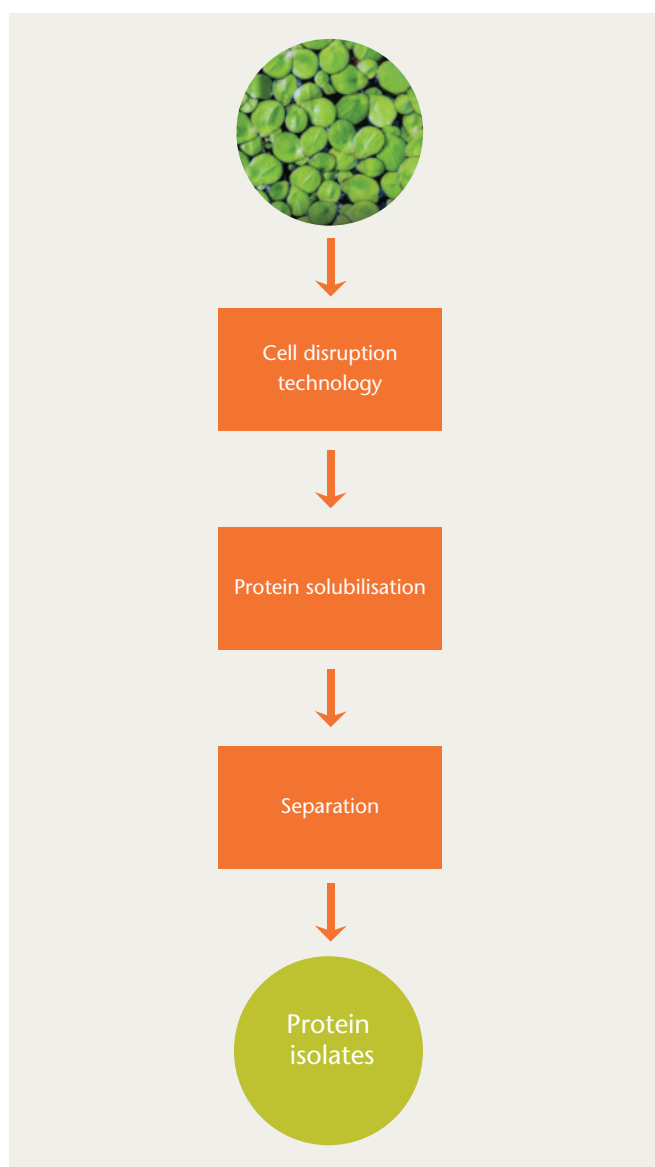 Cell disruption
technology
Protein solubilisation
Separation
Protein
isolates